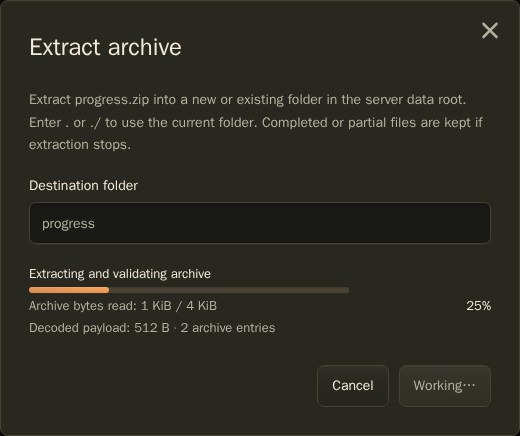 Extract archive
Extract progress.zip into a new or existing folder in the server data root.
Enter . or ./ to use the current folder. Completed or partial files are kept if
extraction stops.
Destination folder
progress
Extracting and validating archive
Archive bytes read: 1 KiB / 4 KiB
25%
Decoded payload: 512 B · 2 archive entries
Cancel
Working···